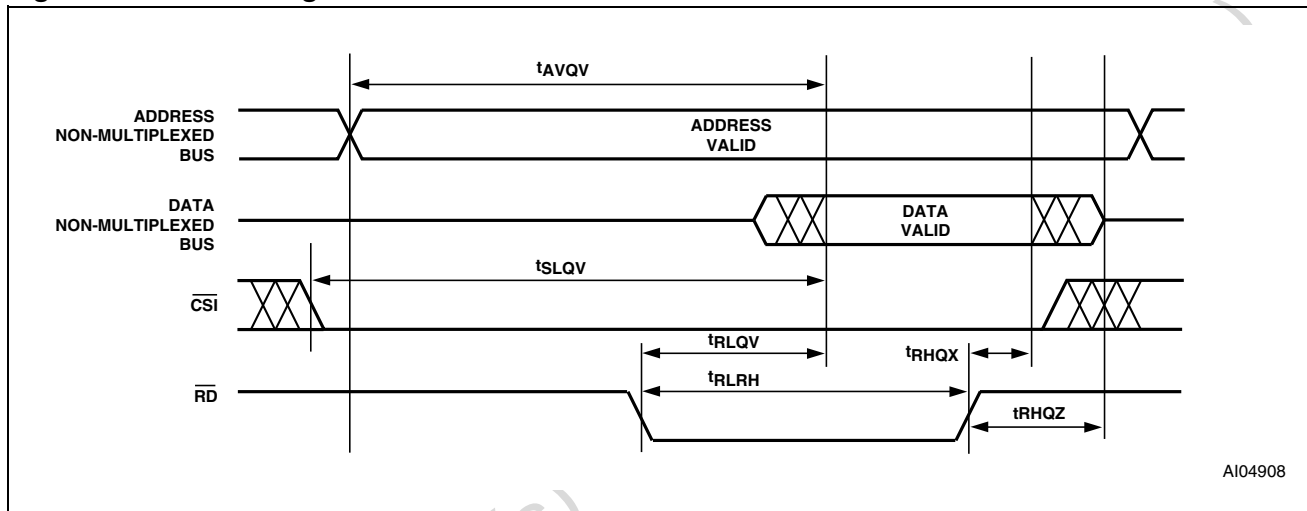 tAVQV
ADDRESS
NON-MULTIPLEXED
BUS
ADDRESS
VALID
DATA
NON-MULTIPLEXED
BUS
DATA
VALID
tSLQV
CSI
tRLQV
tRHQX
tRLRH
RD
tRHQZ
AI04908